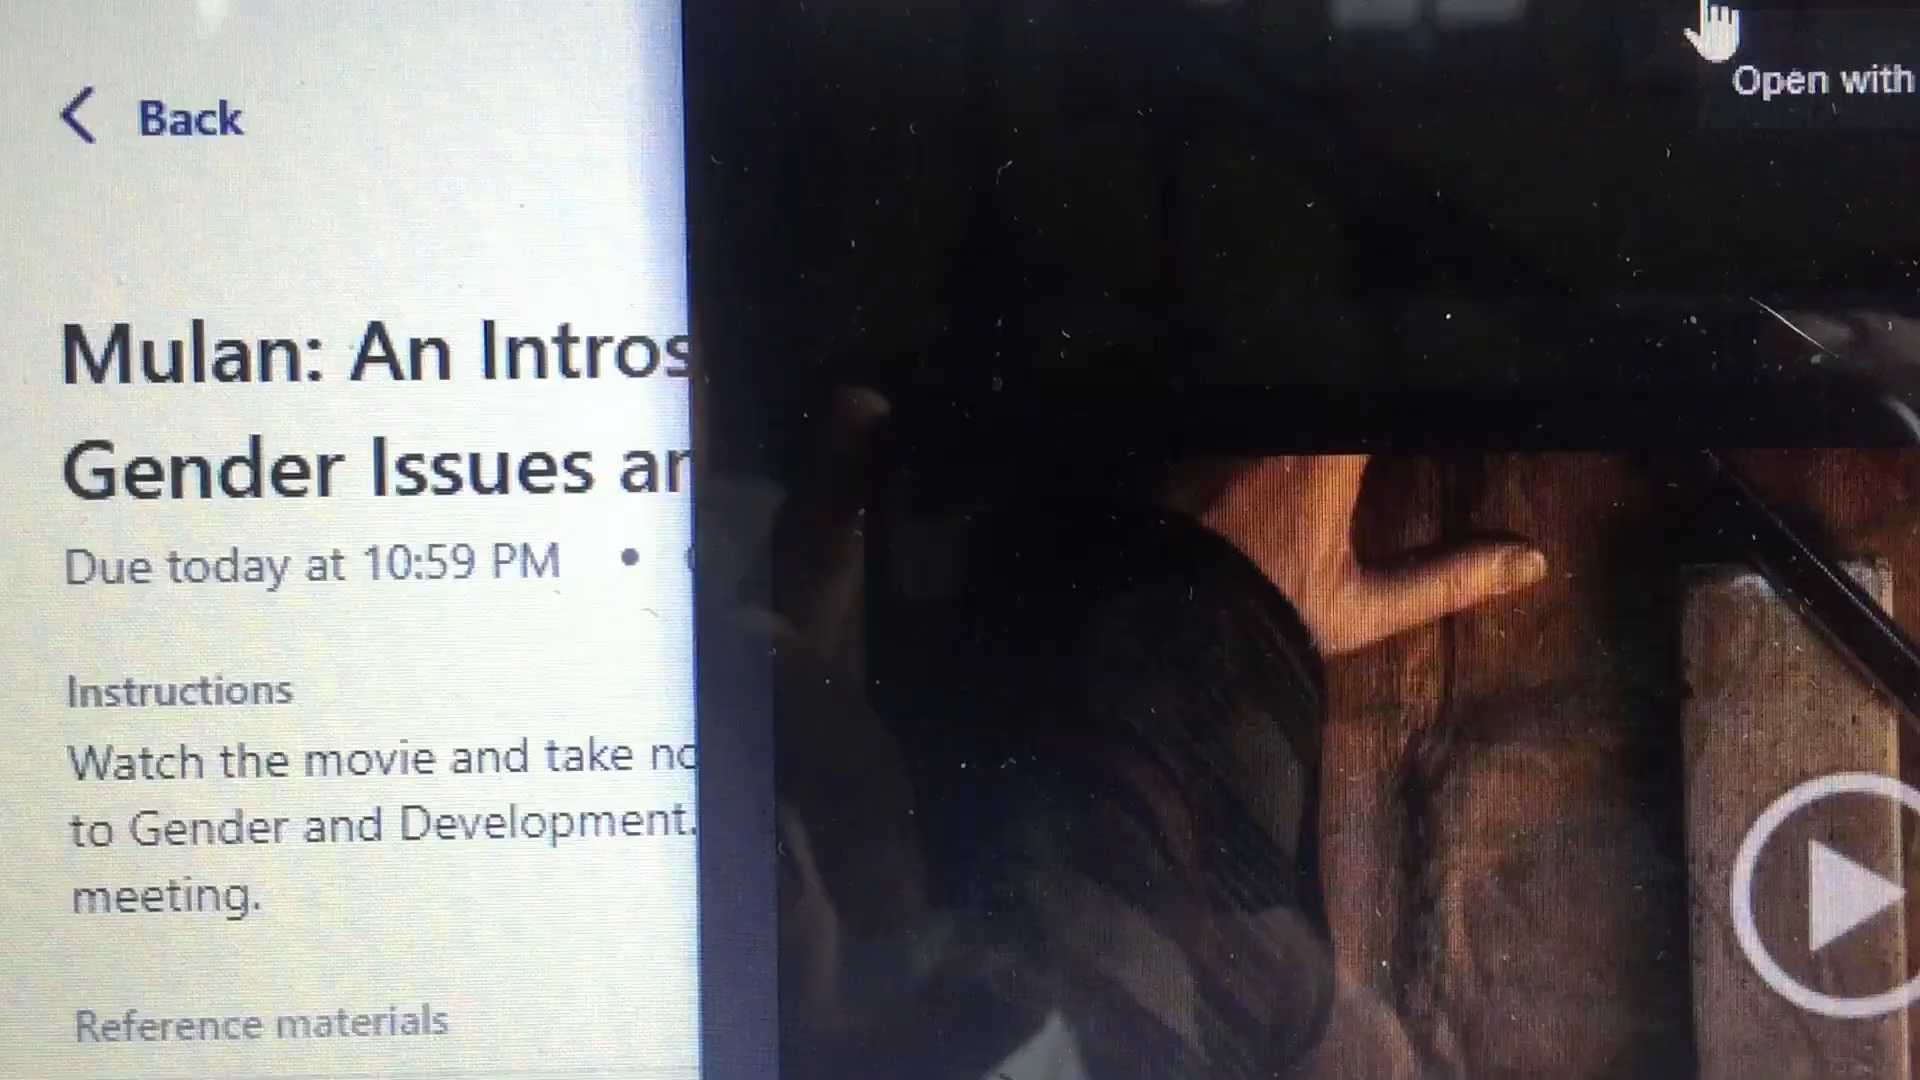 Back
Open with
Mulan: An Intros
Gender Issues ar
Due today at 10:59 PM •
Instructions
Watch the movie and take no
to Gender and Development.
meeting.
Reference materials